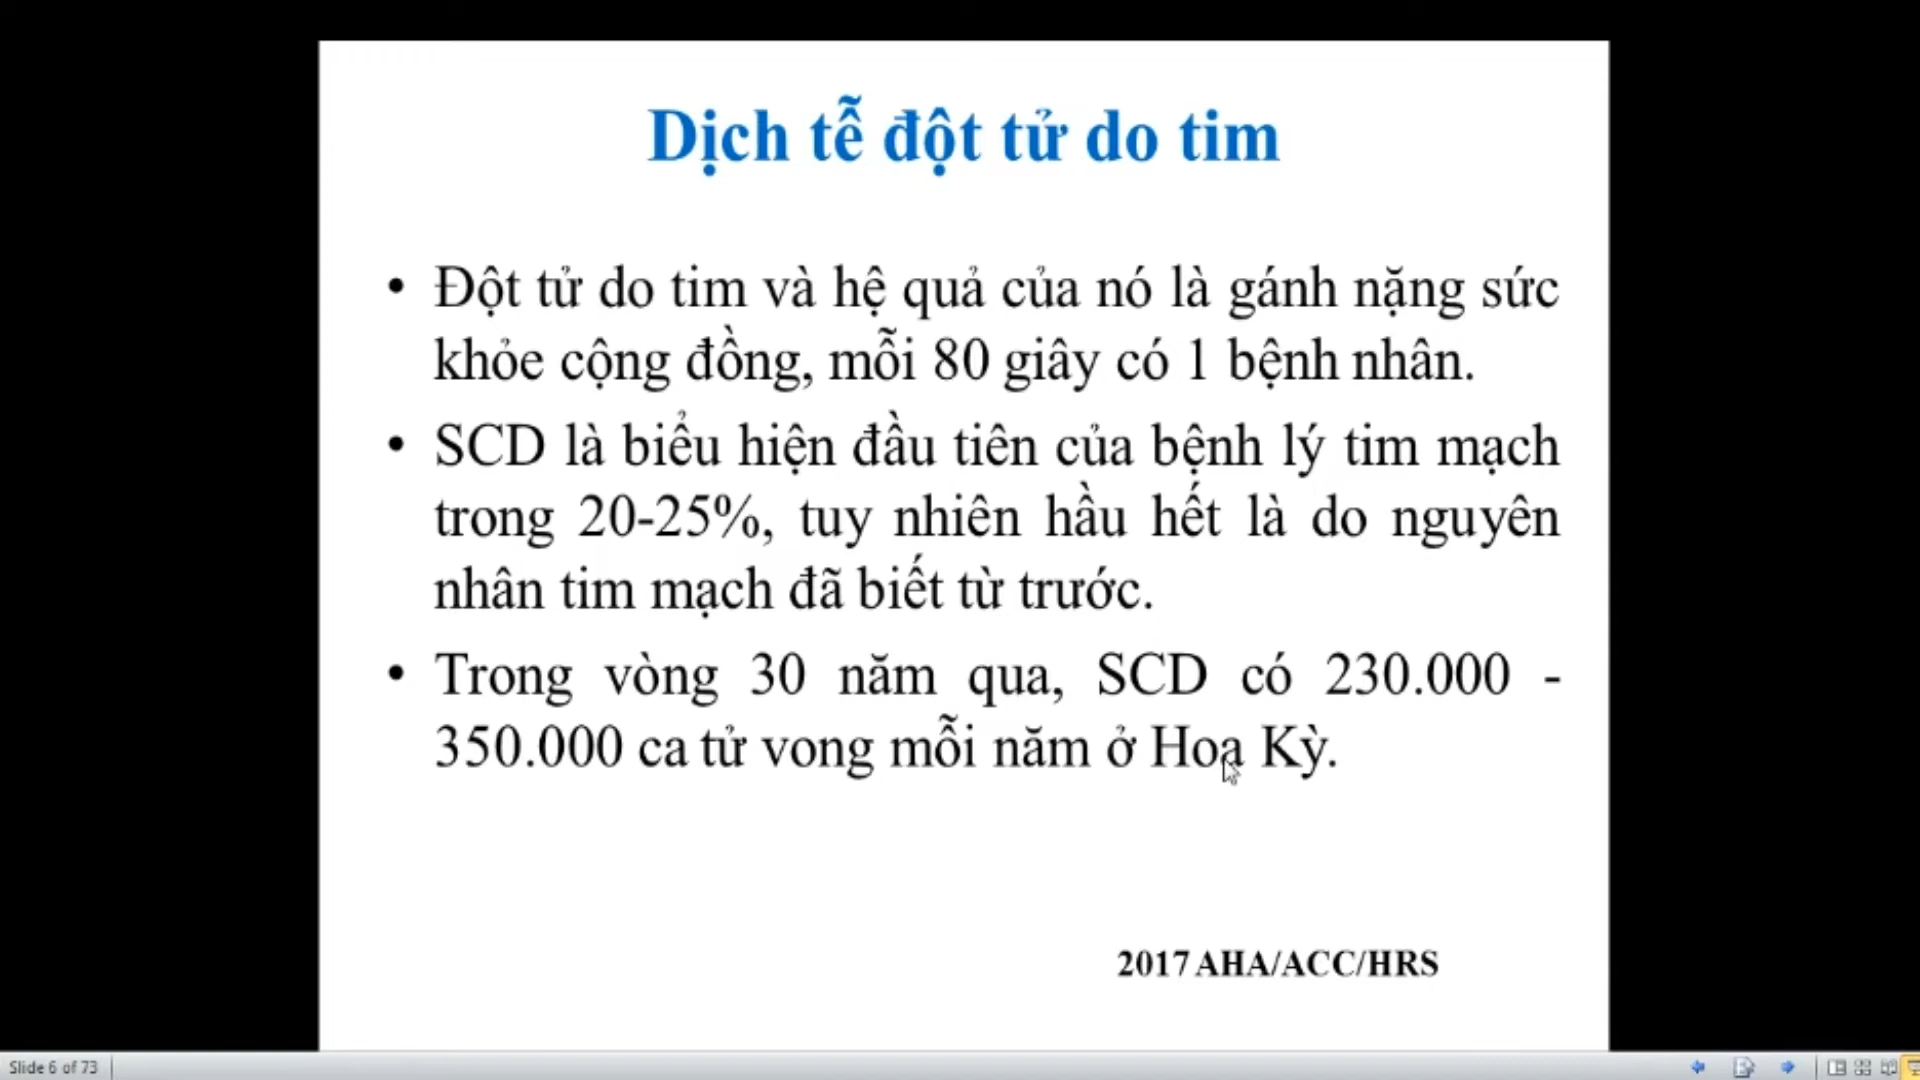 Dịch tễ đột tử do tim
• Đột tử do tim và hệ quả của nó là gánh nặng sức
khỏe cộng đồng, mỗi 80 giây có 1 bệnh nhân.
• SCD là biểu hiện đầu tiên của bệnh lý tim mạch
trong 20-25%, tuy nhiên hầu hết là do nguyên
nhân tim mạch đã biết từ trước.
• Trong vòng 30 năm qua, SCD có 230.000 -
350.000 ca tử vong mỗi năm ở Hoa Kỳ.
2017 AHA/ACC/HRS
Slide 6 of 73